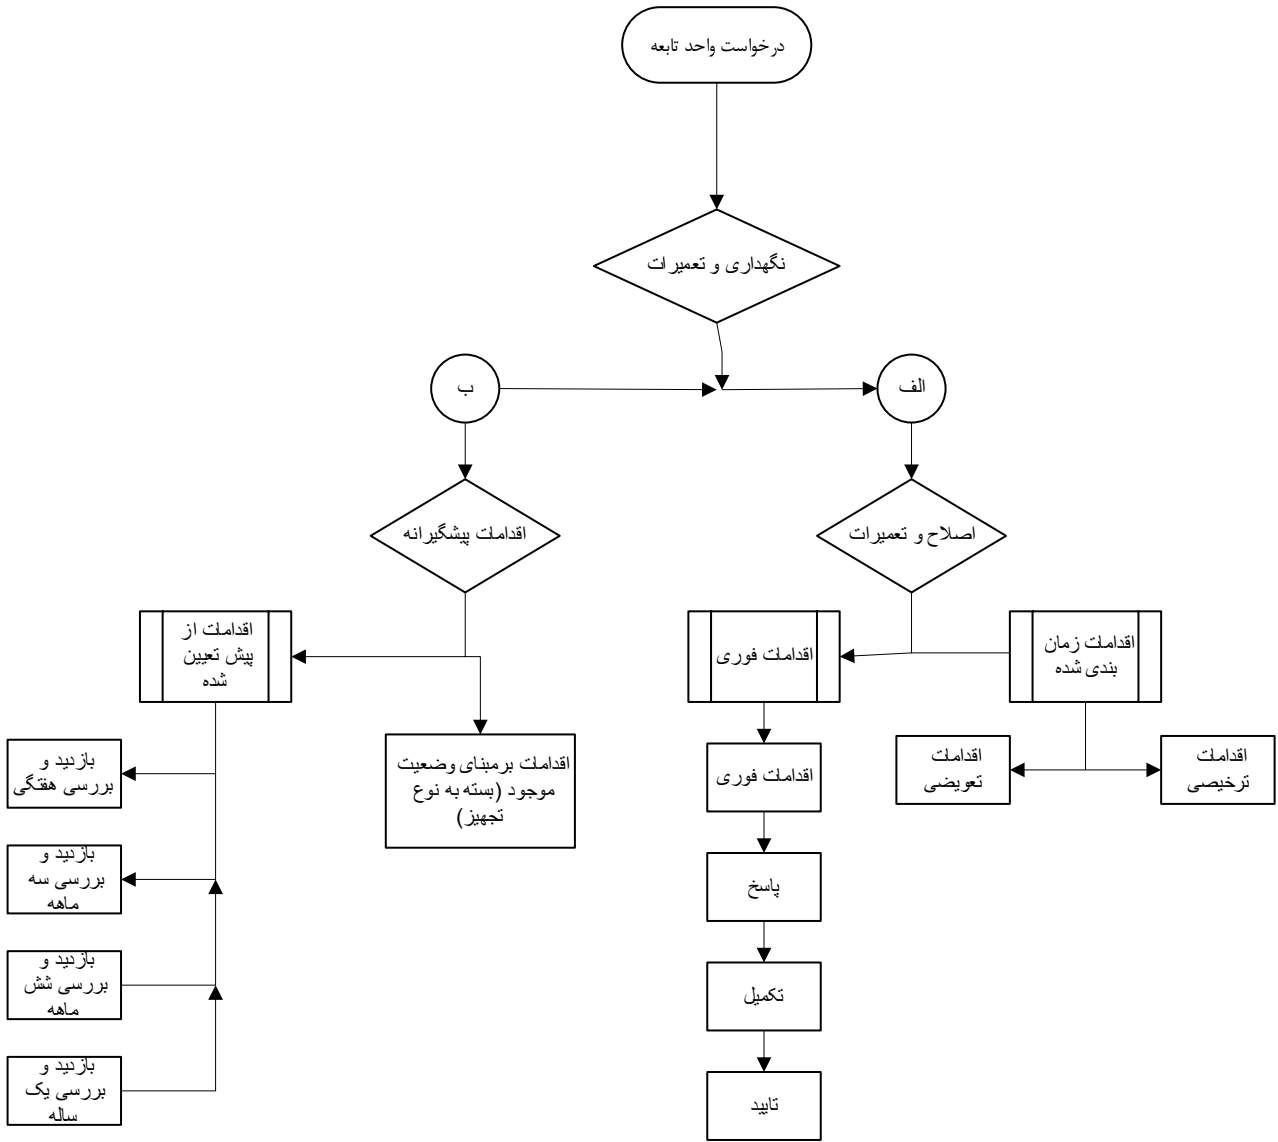 درخواست واحد تابعه
نگهداری و تعمیرات
الف
ب
اصلاح و تعمیرات
اقدامات پیشگیرانه
اقدامات زمان
بندی شده
اقدامات فوری
اقدامات از
پیش تعیین
شده
اقدامات
ترخیصی
اقدامات
تعویضی
اقدامات فوری
پاسخ
تکمیل
تایید
اقدامات برمبنای وضعیت
موجود (بسته به نوع
تجهیز)
بازدید و
بررسی هفتگی
بازدید و
بررسی سه
ماهه
بازدید و
بررسی شش
ماهه
بازدید و
بررسی یک
ساله